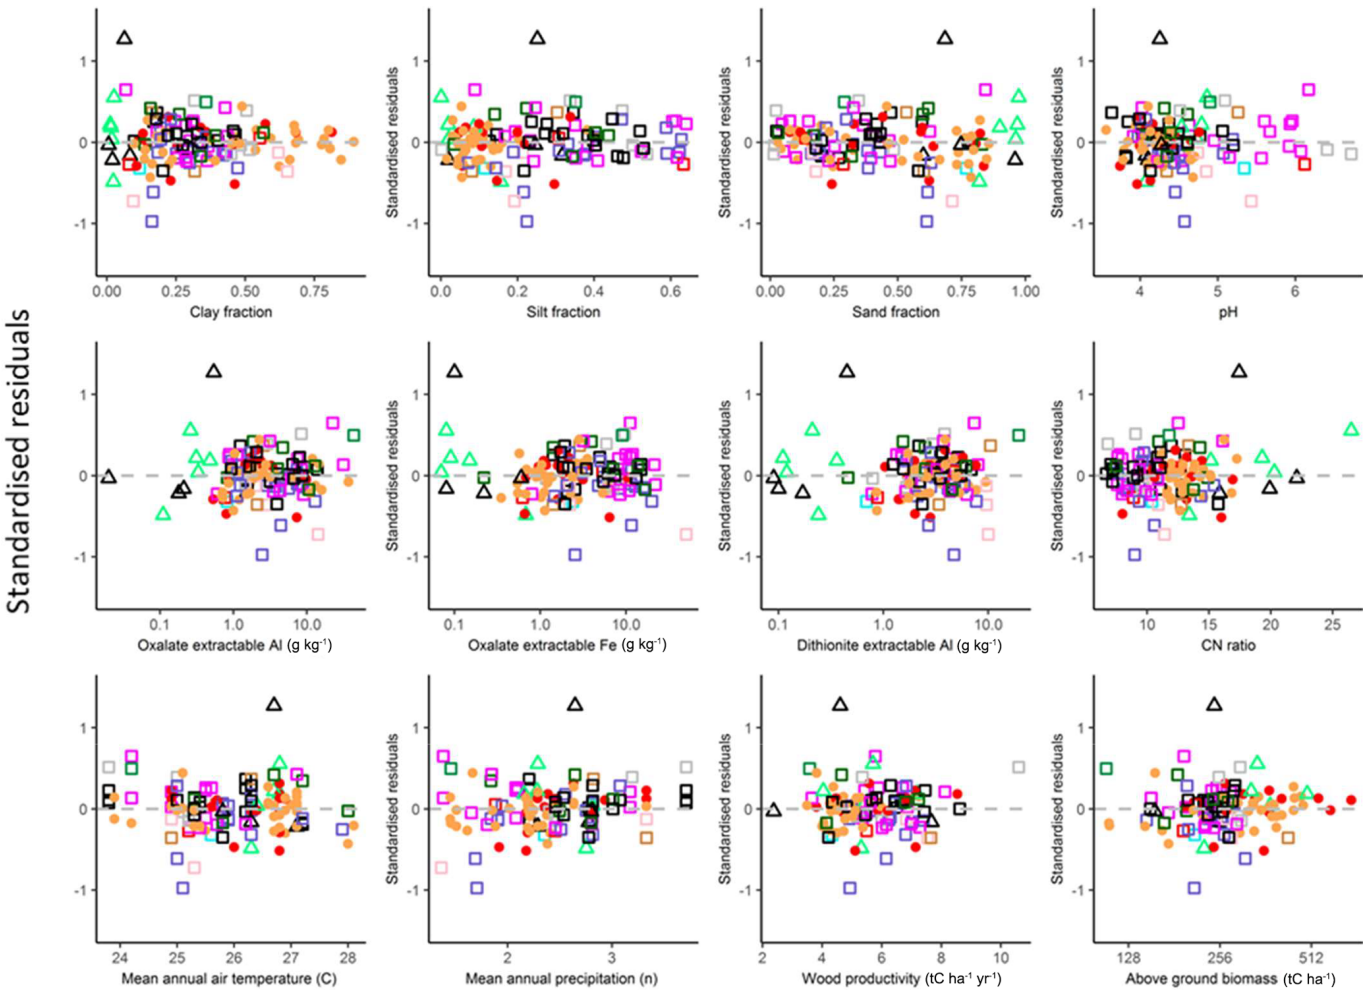 Standardised residuals
1
0
-1
0.00 0.25 0.50 0.75
Clay fraction
Standardised residuals
1
0
-1
0.0 0.2 0.4 0.6
Silt fraction
Standardised residuals
1
0
-1
0.00 0.25 0.50 0.75 1.00
Sand fraction
Standardised residuals
1
0
-1
4 5 6
pH
1
0
-1
0.1 1.0 10.0
Oxalate extractable Al (g kg⁻¹)
Standardised residuals
1
0
-1
0.1 1.0 10.0
Oxalate extractable Fe (g kg⁻¹)
Standardised residuals
1
0
-1
0.1 1.0 10.0
Dithionite extractable Al (g kg⁻¹)
Standardised residuals
1
0
-1
10 15 20 25
CN ratio
1
0
-1
24 25 26 27 28
Mean annual air temperature (C)
Standardised residuals
1
0
-1
2 3
Mean annual precipitation (n)
Standardised residuals
1
0
-1
2 4 6 8 10
Wood productivity (tC ha⁻¹ yr⁻¹)
Standardised residuals
1
0
-1
128 256 512
Above ground biomass (tC ha⁻¹)